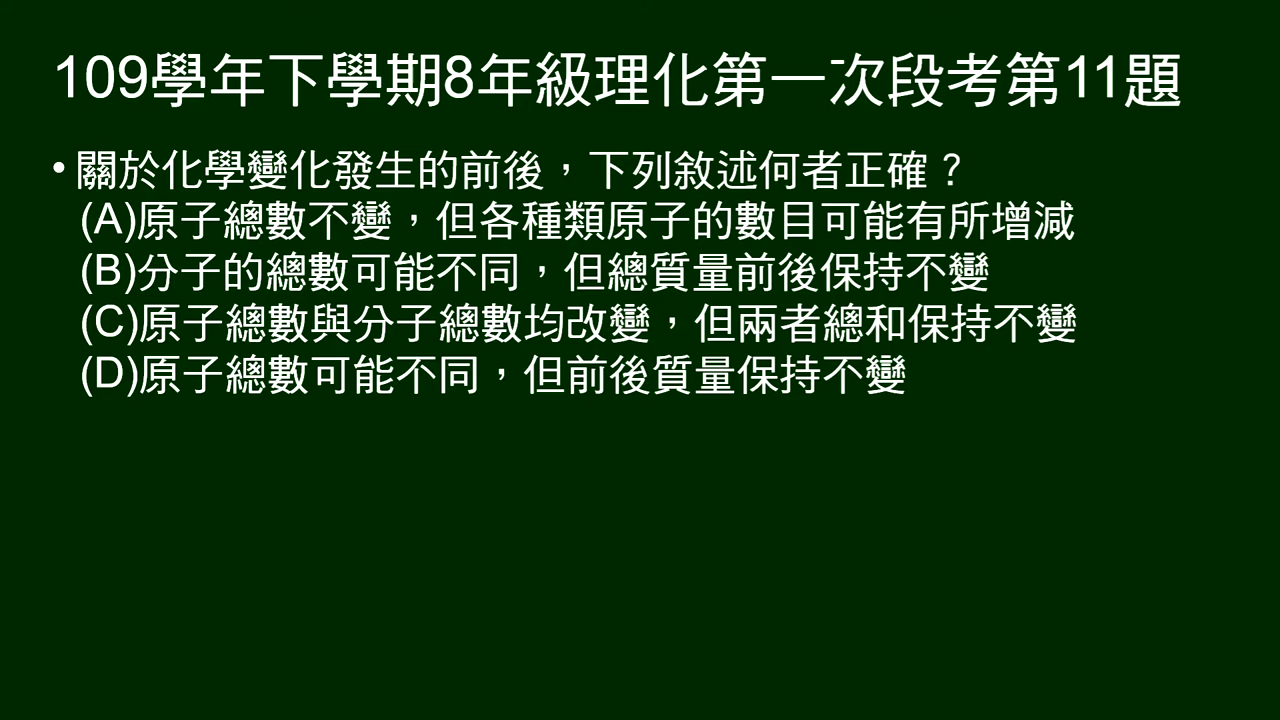 109學年下學期8年級理化第一次段考第11題
•關於化學變化發生的前後，下列敘述何者正確？
(A)原子總數不變，但各種類原子的數目可能有所增減
(B)分子的總數可能不同，但總質量前後保持不變
(C)原子總數與分子總數均改變，但兩者總和保持不變
(D)原子總數可能不同，但前後質量保持不變